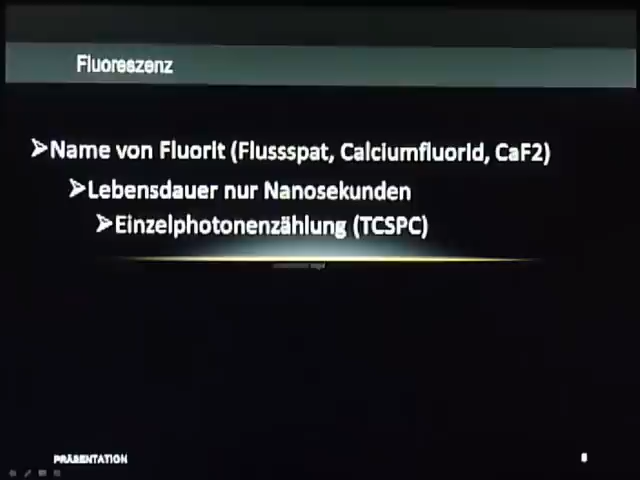 Fluoreszenz
➢Name von Fluorit (Flussspat, Calciumfluorid, CaF2)
➢Lebensdauer nur Nanosekunden
➢Einzelphotonenzählung (TCSPC)
PRÄSENTATION